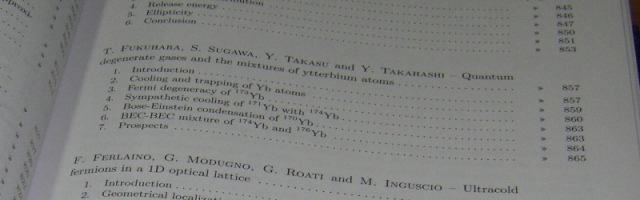 4. Release energy » 845
5. Ellipticity » 846
6. Conclusion » 847
» 850
» 851
» 853
T. FUKUHARA, S. SUGAWA, Y. TAKASU and Y. TAKAHASHI – Quantum
degenerate gases and the mixtures of ytterbium atoms » 857
1. Introduction » 857
2. Cooling and trapping of Yb atoms » 859
3. Fermi degeneracy of ¹⁷³Yb » 860
4. Sympathetic cooling of ¹⁷¹Yb with ¹⁷⁴Yb » 863
5. Bose-Einstein condensation of ¹⁷⁰Yb » 863
6. BEC-BEC mixture of ¹⁷⁴Yb and ¹⁷⁶Yb » 864
7. Prospects » 865
F. FERLAINO, G. MODUGNO, G. ROATI and M. INGUSCIO – Ultracold
fermions in a 1D optical lattice
1. Introduction
2. Geometrical